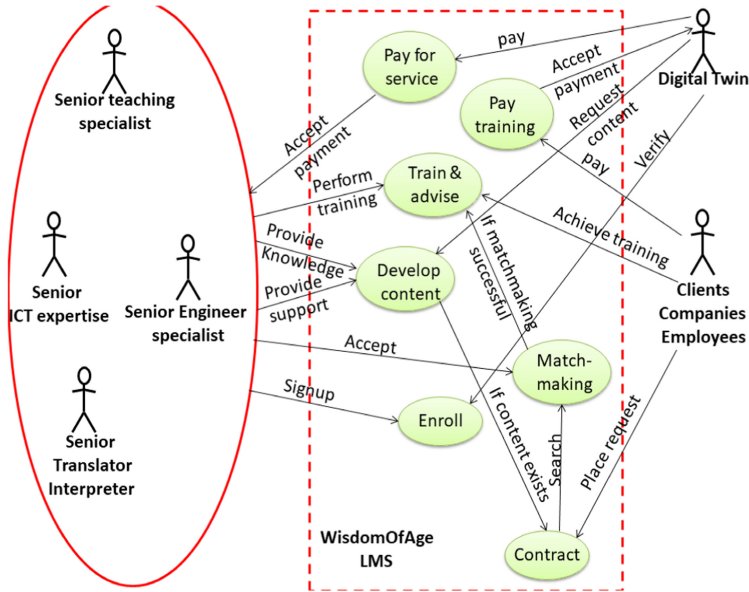 Senior teaching
specialist
Senior
ICT expertise
Senior Engineer
specialist
Senior
Translator
Interpreter
Pay for
service
Pay
training
Train &
advise
Develop
content
Match-
making
Enroll
Contract
WisdomOfAge
LMS
Digital Twin
Clients
Companies
Employees
pay
Accept
payment
Request
content
Verify
pay
Achieve training
Place request
Accept
payment
Perform
training
Provide
Knowledge
Provide
support
Accept
Signup
If matchmaking
successful
If content exists
Search